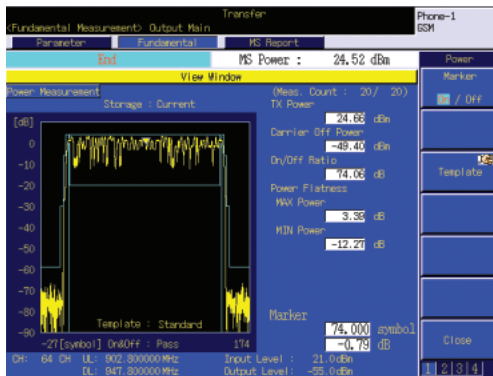 Transfer
Phone-1
<Fundamental Measurement> Output Main
GSM
Parameter Fundamental MS Report
End MS Power : 24.52 dBm Power
View Window
Marker
On / Off
Power Measurement (Meas. Count : 20/ 20)
Storage : Current
TX Power
24.66 dBm
Carrier Off Power
-49.40 dBm
On/Off Ratio
74.06 dB
Power Flatness
MAX Power
3.39 dB
MIN Power
-12.27 dB
Template
[dB]
0
-10
-20
-30
-40
-50
-60
-70
-80
-90
Template : Standard
-27[symbol] On&Off : Pass 174
Marker
74.000 symbol
-0.79 dB
Close
CH: 64 CH UL: 902.800000MHz Input Level : 21.0dBm
DL: 947.800000MHz Output Level: -55.0dBm
1 2 3 4